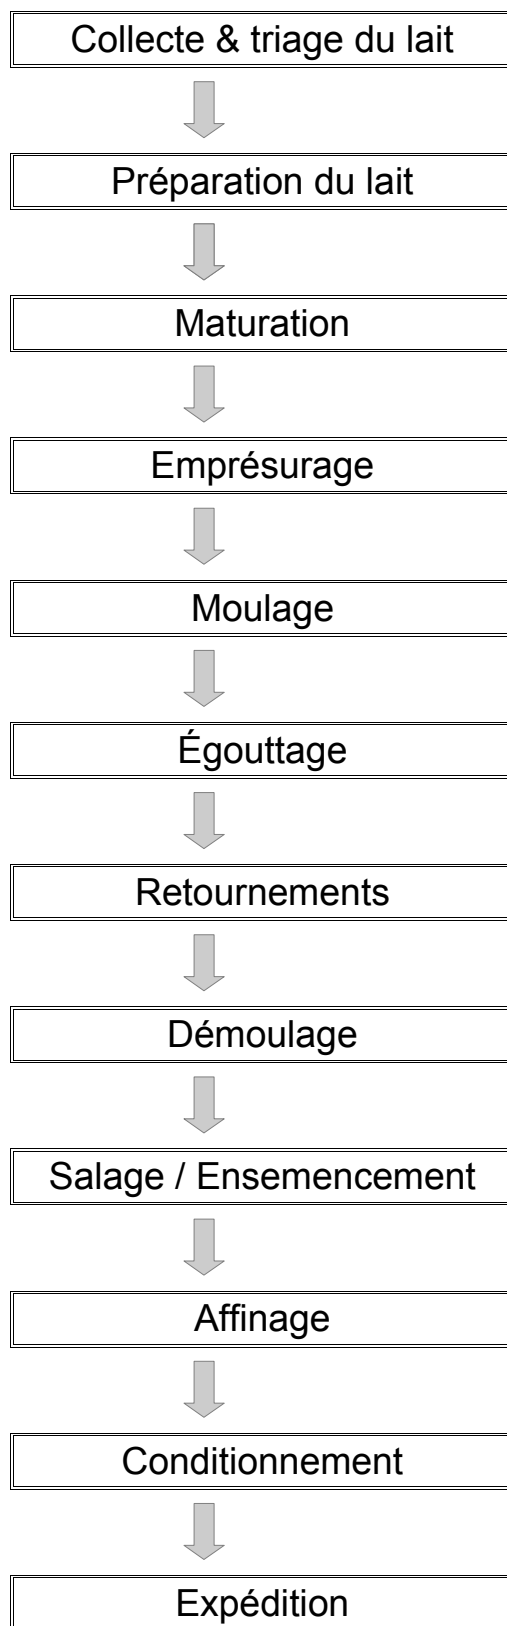 Collecte & triage du lait
Préparation du lait
Maturation
Emprésurage
Moulage
Égouttage
Retournements
Démoulage
Salage / Ensemencement
Affinage
Conditionnement
Expédition